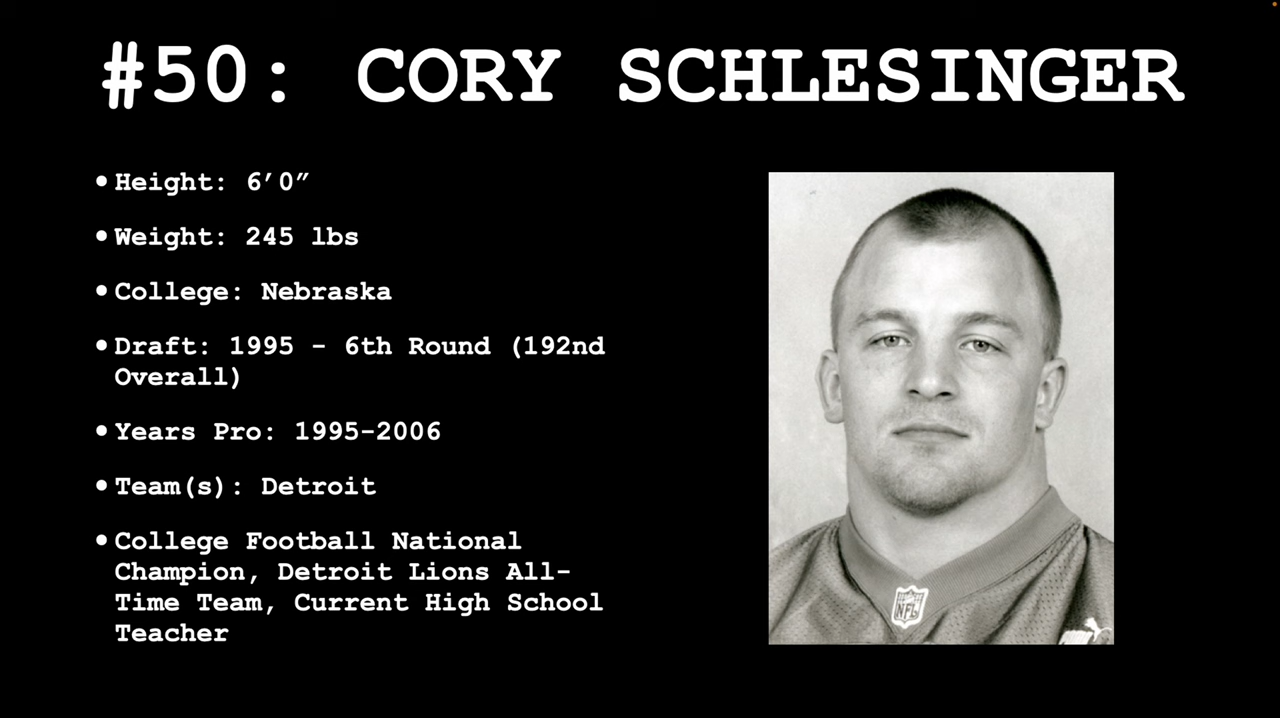 #50: CORY SCHLESINGER
•Height: 6’0”
•Weight: 245 lbs
•College: Nebraska
•Draft: 1995 - 6th Round (192nd
Overall)
•Years Pro: 1995-2006
•Team(s): Detroit
•College Football National
Champion, Detroit Lions All-
Time Team, Current High School
Teacher
NFL